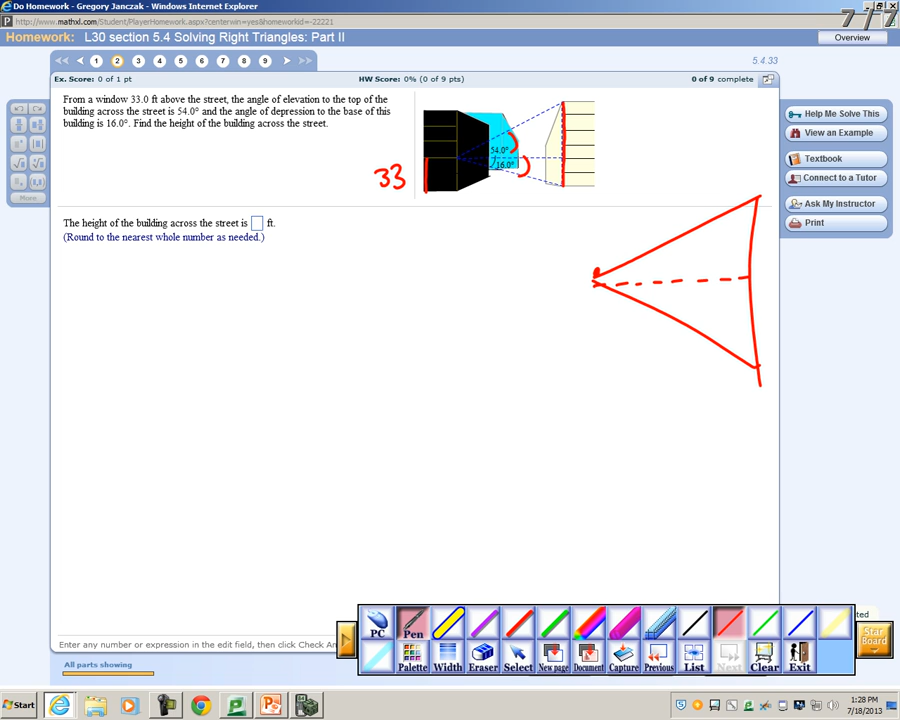 Do Homework - Gregory Janczak - Windows Internet Explorer
http://www.mathxl.com/Student/PlayerHomework.aspx?centerwin=yes&homeworkid=-22221
7 / 7
Homework: L30 section 5.4 Solving Right Triangles: Part II
Overview
1 2 3 4 5 6 7 8 9
5.4.33
Ex. Score: 0 of 1 pt
HW Score: 0% (0 of 9 pts)
0 of 9 complete
From a window 33.0 ft above the street, the angle of elevation to the top of the
building across the street is 54.0° and the angle of depression to the base of this
building is 16.0°. Find the height of the building across the street.
54.0°
16.0°
33
The height of the building across the street is ft.
(Round to the nearest whole number as needed.)
More
Help Me Solve This
View an Example
Textbook
Connect to a Tutor
Ask My Instructor
Print
Enter any number or expression in the edit field, then click Check An
All parts showing
PC Pen
Palette Width Eraser Select New page Document Capture Previous List Next Clear Exit
Star Board
Start
1:28 PM
7/18/2013